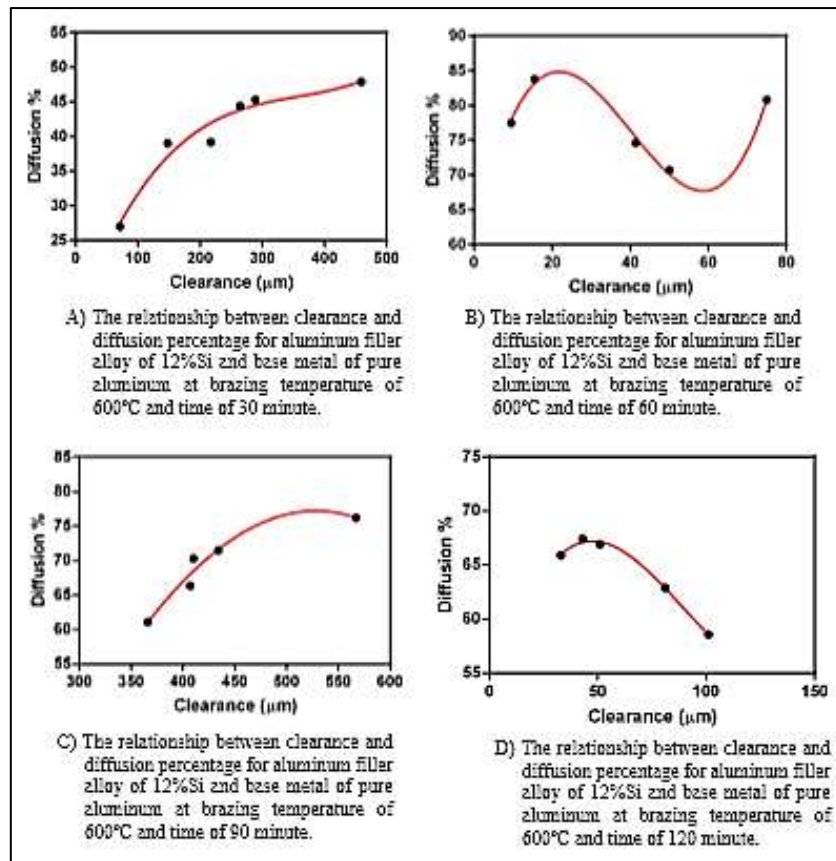 55
50
45
40
35
30
25
Diffusion %
0 100 200 300 400 500
Clearance (μm)
A) The relationship between clearance and
diffusion percentage for aluminum filler
alloy of 12%Si and base metal of pure
aluminum at brazing temperature of
600°C and time of 30 minute.
90
85
80
75
70
65
60
Diffusion %
0 20 40 60 80
Clearance (μm)
B) The relationship between clearance and
diffusion percentage for aluminum filler
alloy of 12%Si and base metal of pure
aluminum at brazing temperature of
600°C and time of 60 minute.
85
80
75
70
65
60
55
Diffusion %
300 350 400 450 500 550 600
Clearance (μm)
C) The relationship between clearance and
diffusion percentage for aluminum filler
alloy of 12%Si and base metal of pure
aluminum at brazing temperature of
600°C and time of 90 minute.
75
70
65
60
55
Diffusion %
0 50 100 150
Clearance (μm)
D) The relationship between clearance and
diffusion percentage for aluminum filler
alloy of 12%Si and base metal of pure
aluminum at brazing temperature of
600°C and time of 120 minute.